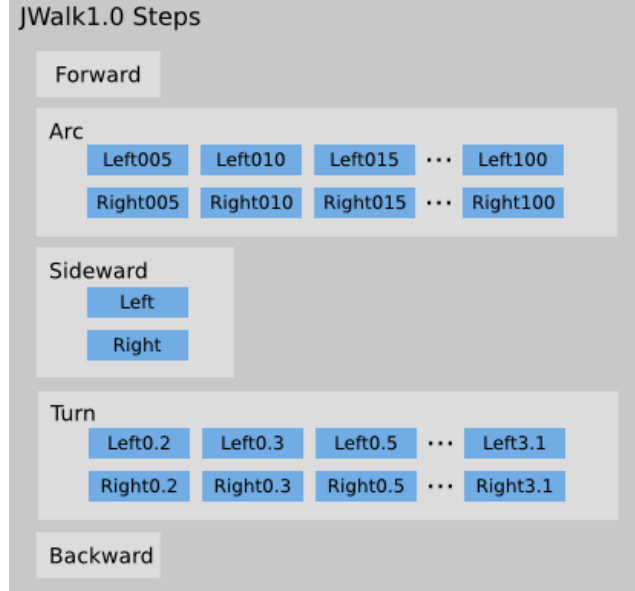 JWalk1.0 Steps
Forward
Arc
Left005 Left010 Left015 ... Left100
Right005 Right010 Right015 ... Right100
Sideward
Left
Right
Turn
Left0.2 Left0.3 Left0.5 ... Left3.1
Right0.2 Right0.3 Right0.5 ... Right3.1
Backward